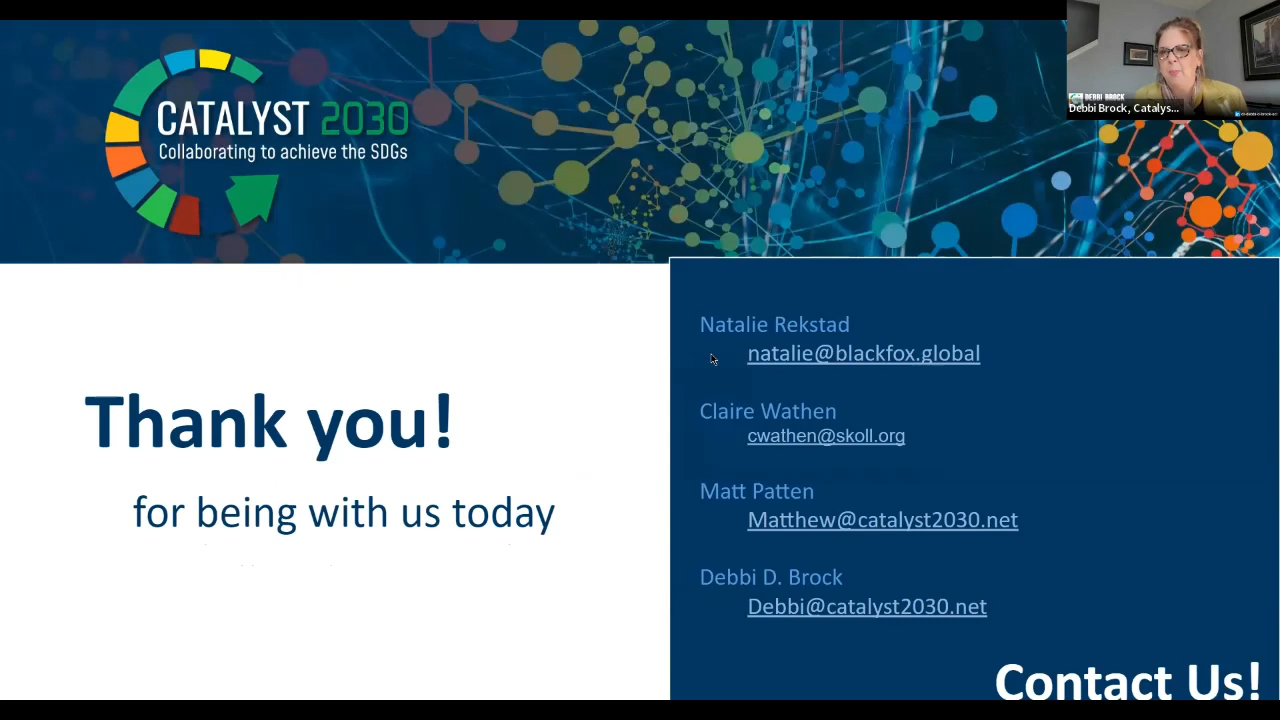 CATALYST 2030
Collaborating to achieve the SDGs
DEBBI BROCK
Debbi Brock, Catalys...
Natalie Rekstad
natalie@blackfox.global
Claire Wathen
cwathen@skoll.org
Matt Patten
Matthew@catalyst2030.net
Debbi D. Brock
Debbi@catalyst2030.net
Thank you!
for being with us today
Contact Us!